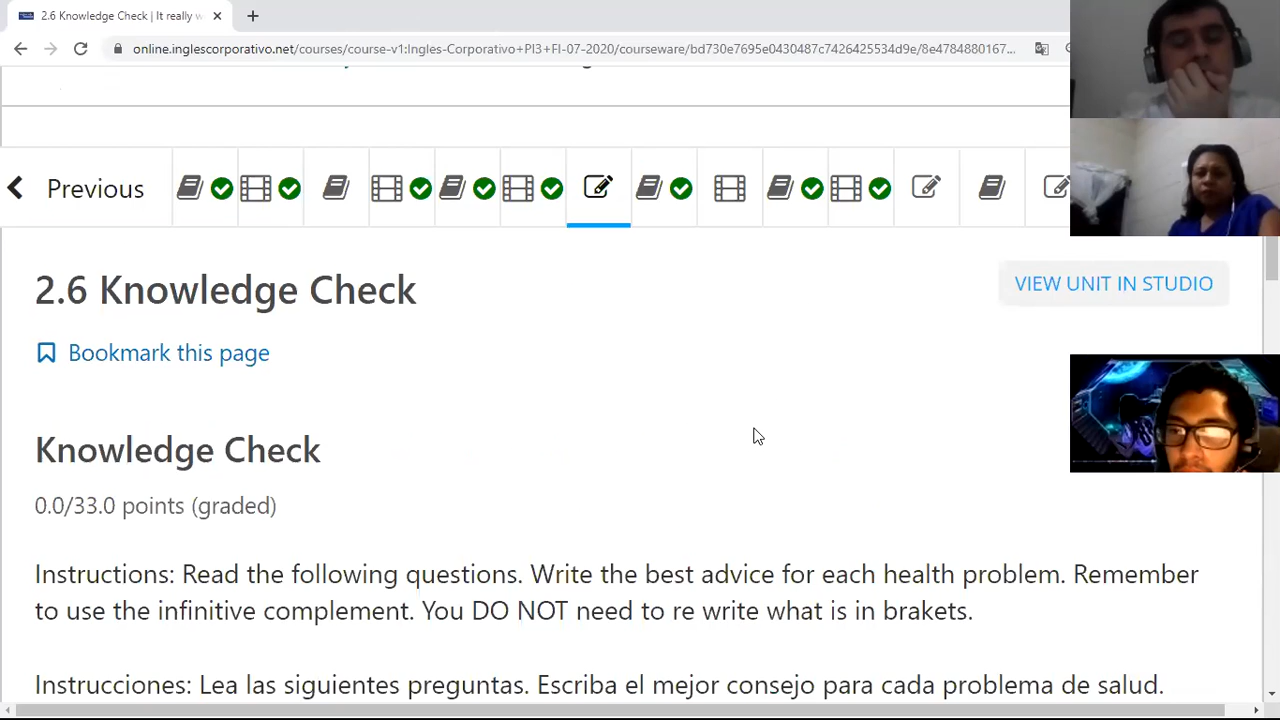 2.6 Knowledge Check | It really w
online.inglescorporativo.net/courses/course-v1:Ingles-Corporativo+PI3+FI-07-2020/courseware/bd730e7695e0430487c7426425534d9e/8e4784880167...
Previous
2.6 Knowledge Check
VIEW UNIT IN STUDIO
Bookmark this page
Knowledge Check
0.0/33.0 points (graded)
Instructions: Read the following questions. Write the best advice for each health problem. Remember
to use the infinitive complement. You DO NOT need to re write what is in brakets.
Instrucciones: Lea las siguientes preguntas. Escriba el mejor consejo para cada problema de salud.